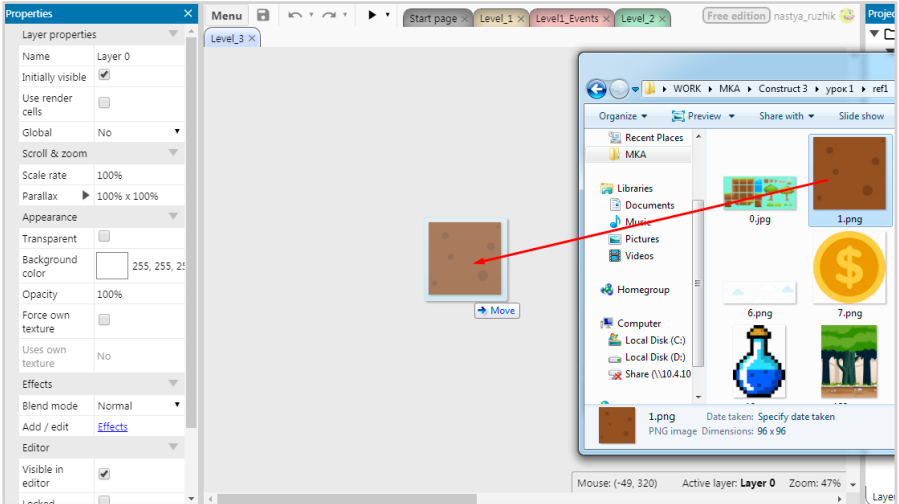 Properties
Layer properties
Name Layer 0
Initially visible
Use render
cells
Global No
Scroll & zoom
Scale rate 100%
Parallax 100% x 100%
Appearance
Transparent
Background
color 255, 255, 25
Opacity 100%
Force own
texture
Uses own
texture No
Effects
Blend mode Normal
Add / edit Effects
Editor
Visible in
editor
Locked
Menu Start page Level_1 Level1_Events Level_2 Free edition nastya_ruzhik
Level_3
Move
WORK MKA Construct 3 урок 1 ref1
Organize Preview Share with Slide show
Recent Places
MKA
Libraries
Documents
Music
Pictures
Videos
Homegroup
Computer
Local Disk (C:)
Local Disk (D:)
Share (\\10.4.10
0.jpg 1.png
6.png 7.png
1.png Date taken: Specify date taken
PNG image Dimensions: 96 x 96
Mouse: (-49, 320) Active layer: Layer 0 Zoom: 47%
Projec
Laye